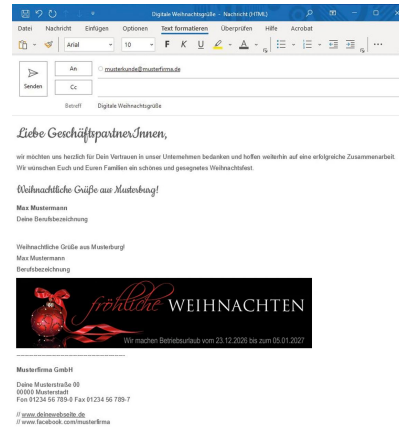 Digitale Weihnachtsgrüße - Nachricht (HTML)
Datei Nachricht Einfügen Optionen Text formatieren Überprüfen Hilfe Acrobat
Arial 10 F K U A
Senden
An musterkunde@musterfirma.de
Cc
Betreff Digitale Weihnachtsgrüße
Liebe GeschäftspartnerInnen,
wir möchten uns herzlich für Dein Vertrauen in unser Unternehmen bedanken und hoffen weiterhin auf eine erfolgreiche Zusammenarbeit.
Wir wünschen Euch und Euren Familien ein schönes und gesegnetes Weihnachtsfest.
Weihnachtliche Grüße aus Musterburg!
Max Mustermann
Deine Berufsbezeichnung
Weihnachtliche Grüße aus Musterburg!
Max Mustermann
Berufsbezeichnung
fröhliche WEIHNACHTEN
Wir machen Betriebsurlaub vom 23.12.2026 bis zum 05.01.2027
Musterfirma GmbH
Deine Musterstraße 00
00000 Musterstadt
Fon 01234 56 789-0 Fax 01234 56 789-7
// www.deinewebseite.de
// www.facebook.com/musterfirma